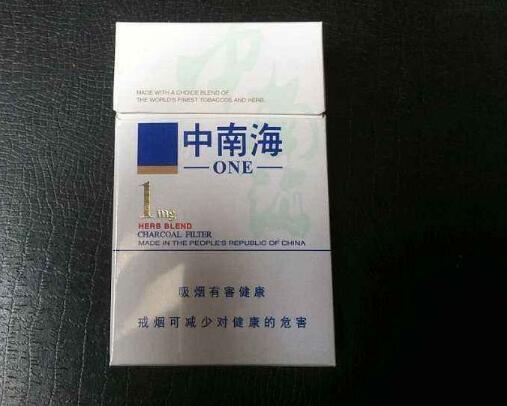 MADE WITH A CHOICE BLEND OF
THE WORLD'S FINEST TOBACCOS AND HERB.
中南海
ONE
1mg
HERB BLEND
CHARCOAL FILTER
MADE IN THE PEOPLE'S REPUBLIC OF CHINA
吸烟有害健康
戒烟可减少对健康的危害